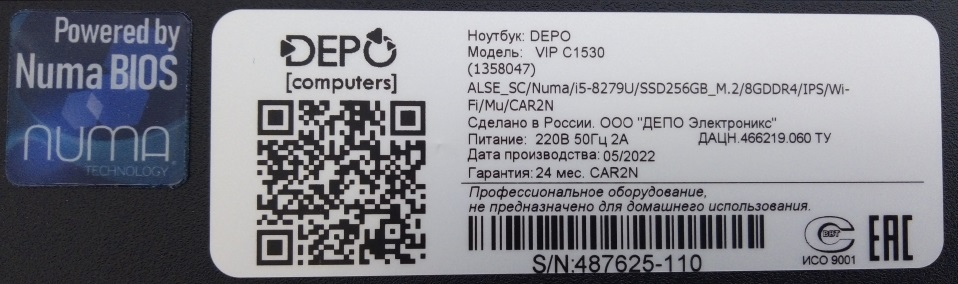 Powered by
Numa BIOS
NUMA
TECHNOLOGY
DEPO
[computers]
Ноутбук: DEPO
Модель: VIP C1530
(1358047)
ALSE_SC/Numa/i5-8279U/SSD256GB_M.2/8GDDR4/IPS/Wi-
Fi/Mu/CAR2N
Сделано в России. ООО "ДЕПО Электроникс"
Питание: 220В 50Гц 2А ДАЦН.466219.060 ТУ
Дата производства: 05/2022
Гарантия: 24 мес. CAR2N
Профессиональное оборудование,
не предназначено для домашнего использования.
S/N:487625-110
ИСО 9001
ЕАС